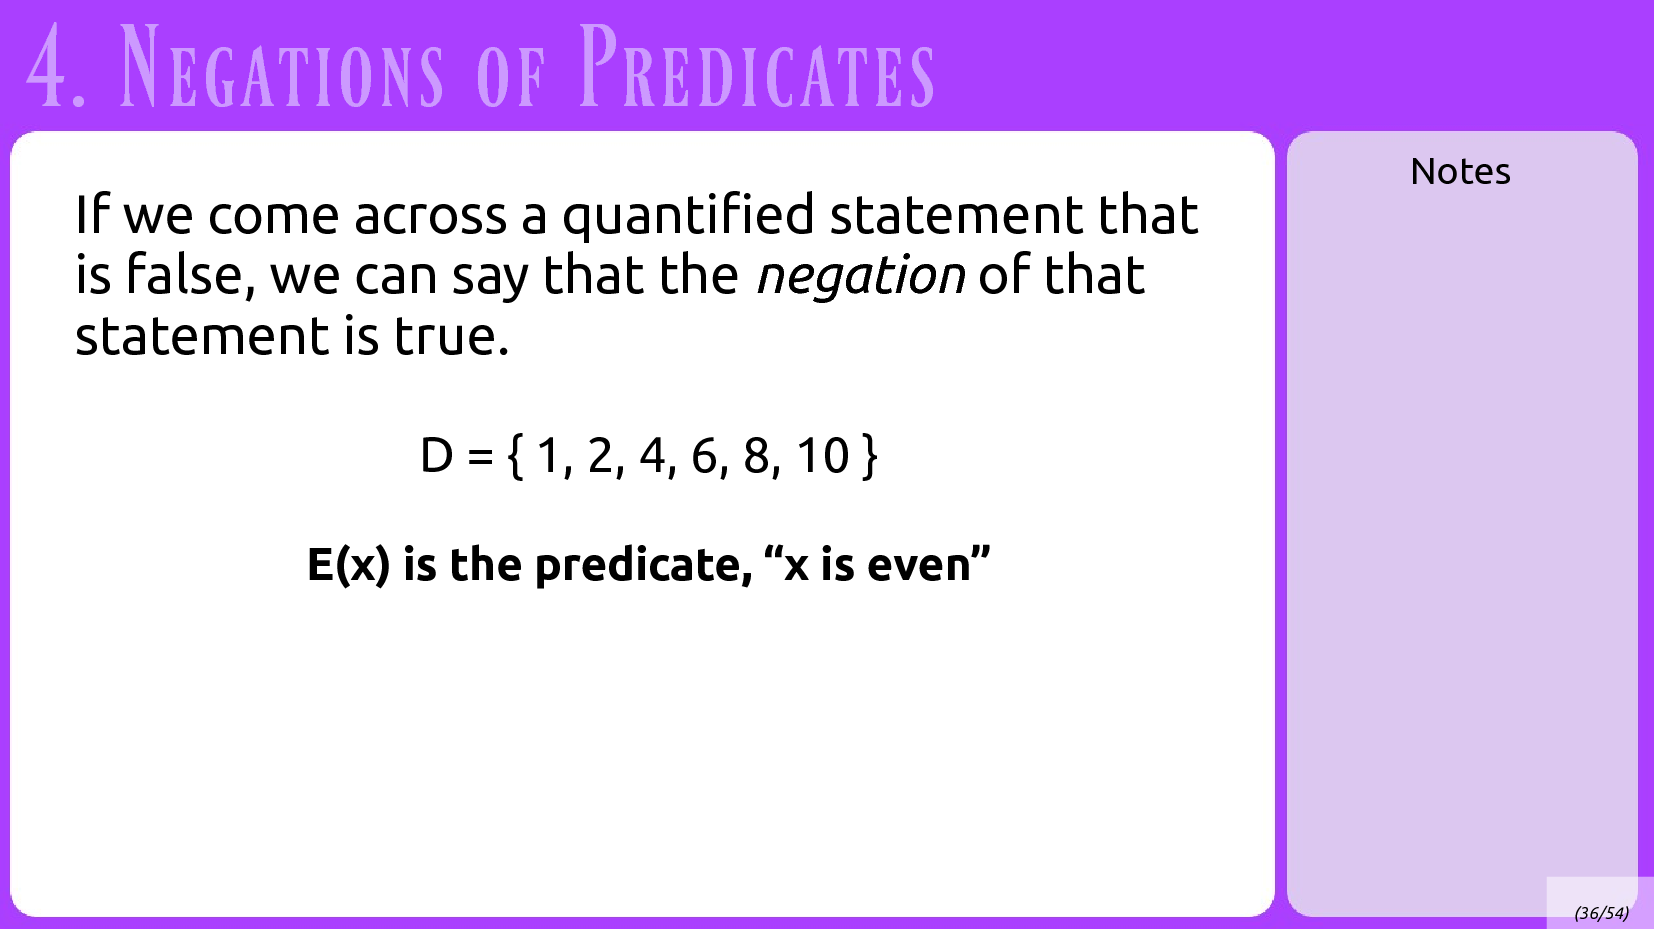 4. Negations of Predicates
If we come across a quantified statement that
is false, we can say that the negation of that
statement is true.
D = { 1, 2, 4, 6, 8, 10 }
E(x) is the predicate, “x is even”
Notes
(36/54)